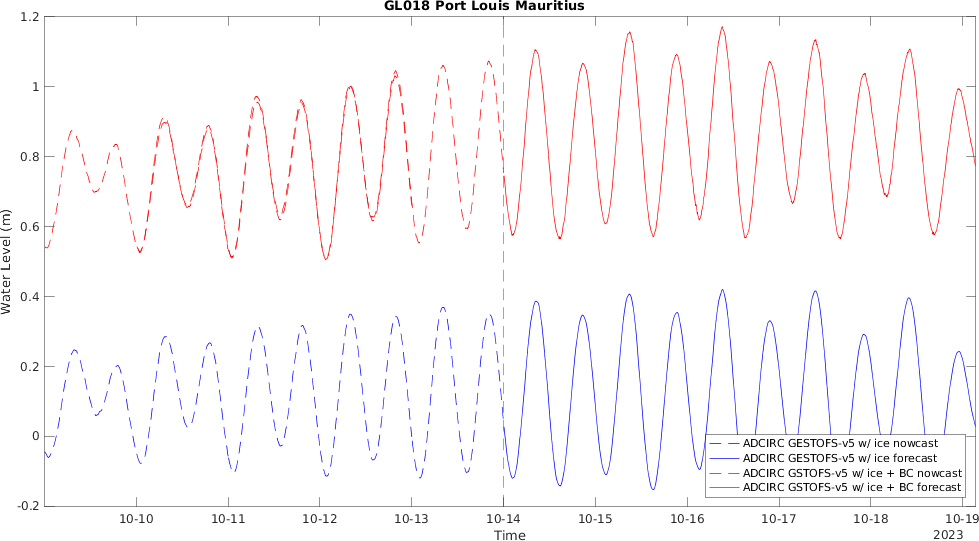 GL018 Port Louis Mauritius
1.2
1
0.8
0.6
0.4
0.2
0
-0.2
Water Level (m)
10-10
10-11
10-12
10-13
10-14
10-15
10-16
10-17
10-18
10-19
2023
Time
ADCIRC GESTOFS-v5 w/ ice nowcast
ADCIRC GESTOFS-v5 w/ ice forecast
ADCIRC GSTOFS-v5 w/ ice + BC nowcast
ADCIRC GSTOFS-v5 w/ ice + BC forecast